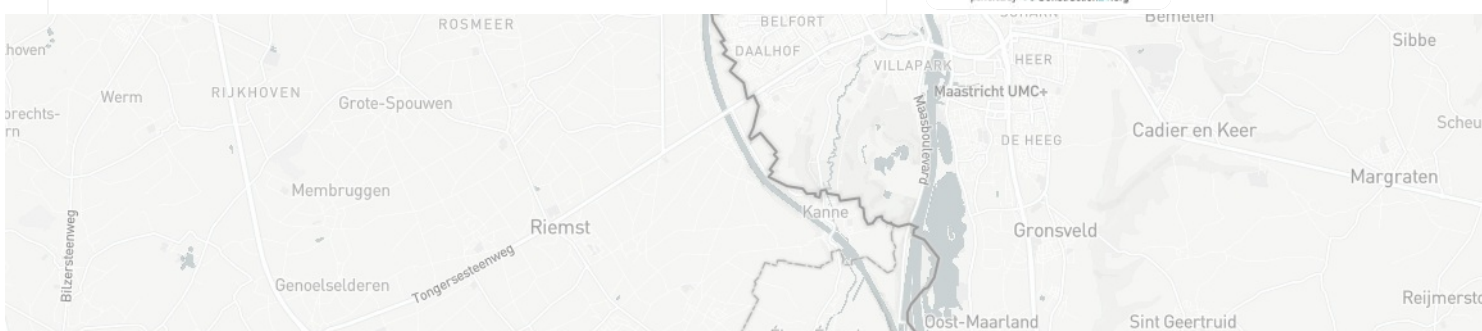 ROSMEER
BELFORT
Bemelen
Sibbe
DAALHOF
VILLAPARK
HEER
Maastricht UMC+
Werm
RIJKHOVEN
Grote-Spouwen
Maasboulevard
DE HEEG
Cadier en Keer
Membruggen
Margraten
Riemst
Kanne
Gronsveld
Bilzersteenweg
Tongersesteenweg
Genoelselderen
Oost-Maarland
Sint Geertruid